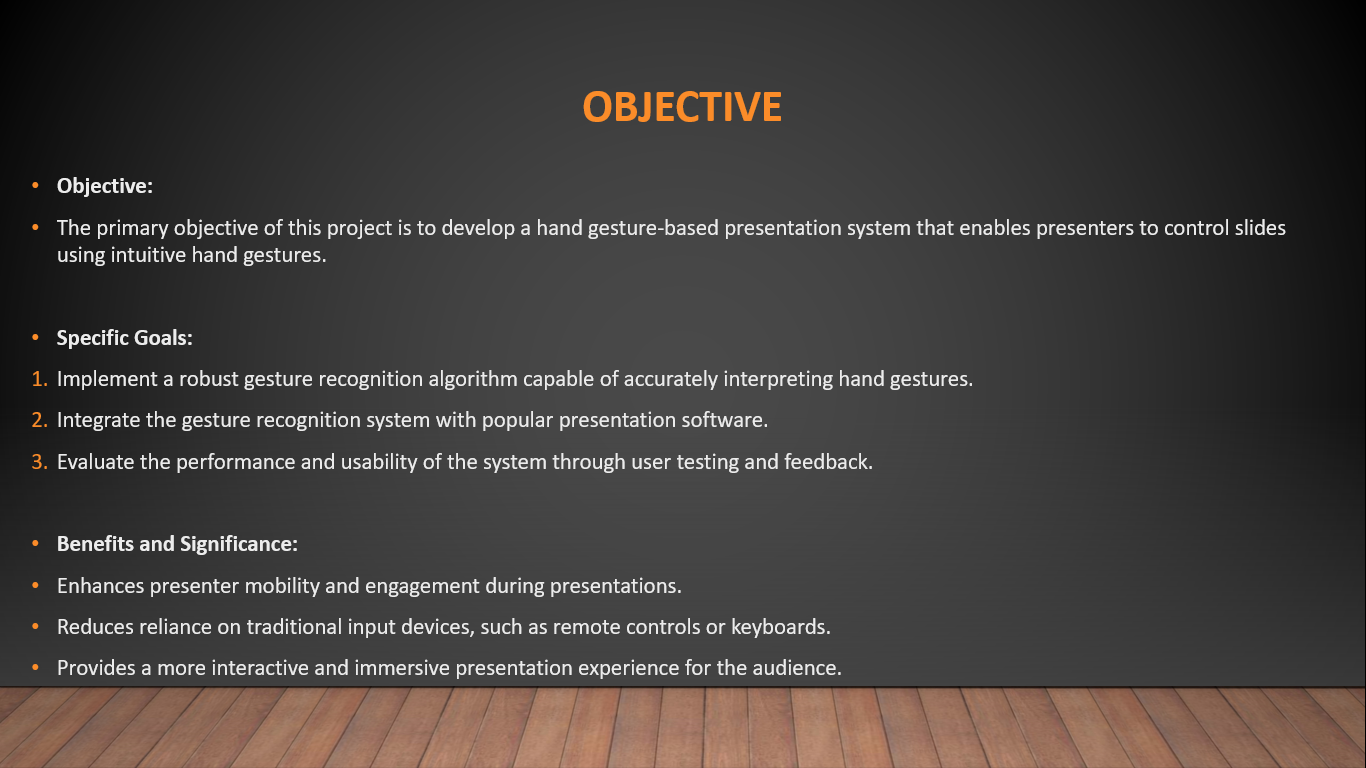 OBJECTIVE
• Objective:
• The primary objective of this project is to develop a hand gesture-based presentation system that enables presenters to control slides
using intuitive hand gestures.
• Specific Goals:
1. Implement a robust gesture recognition algorithm capable of accurately interpreting hand gestures.
2. Integrate the gesture recognition system with popular presentation software.
3. Evaluate the performance and usability of the system through user testing and feedback.
• Benefits and Significance:
• Enhances presenter mobility and engagement during presentations.
• Reduces reliance on traditional input devices, such as remote controls or keyboards.
• Provides a more interactive and immersive presentation experience for the audience.